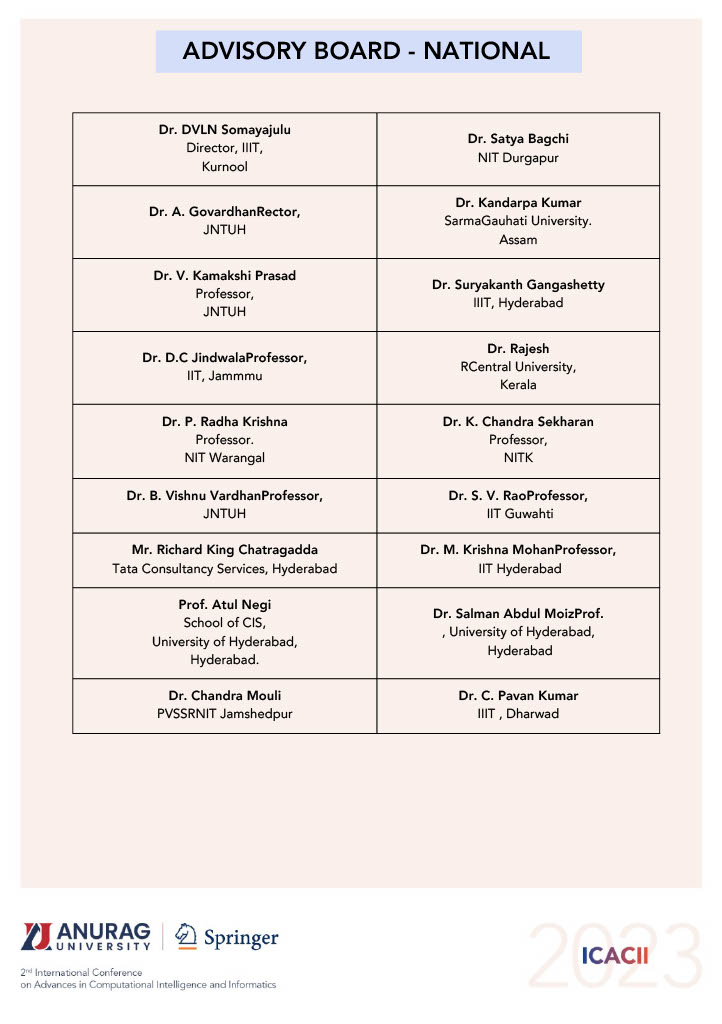 ADVISORY BOARD - NATIONAL
Dr. DVLN Somayajulu
Director, IIIT,
Kurnool
Dr. Satya Bagchi
NIT Durgapur
Dr. A. GovardhanRector,
JNTUH
Dr. Kandarpa Kumar
SarmaGauhati University.
Assam
Dr. V. Kamakshi Prasad
Professor,
JNTUH
Dr. Suryakanth Gangashetty
IIIT, Hyderabad
Dr. D.C JindwalaProfessor,
IIT, Jammmu
Dr. Rajesh
RCentral University,
Kerala
Dr. P. Radha Krishna
Professor.
NIT Warangal
Dr. K. Chandra Sekharan
Professor,
NITK
Dr. B. Vishnu VardhanProfessor,
JNTUH
Dr. S. V. RaoProfessor,
IIT Guwahti
Mr. Richard King Chatragadda
Tata Consultancy Services, Hyderabad
Dr. M. Krishna MohanProfessor,
IIT Hyderabad
Prof. Atul Negi
School of CIS,
University of Hyderabad,
Hyderabad.
Dr. Salman Abdul MoizProf.
, University of Hyderabad,
Hyderabad
Dr. Chandra Mouli
PVSSRNIT Jamshedpur
Dr. C. Pavan Kumar
IIIT , Dharwad
ANURAG
UNIVERSITY
Springer
2nd International Conference
on Advances in Computational Intelligence and Informatics
2023
ICACII